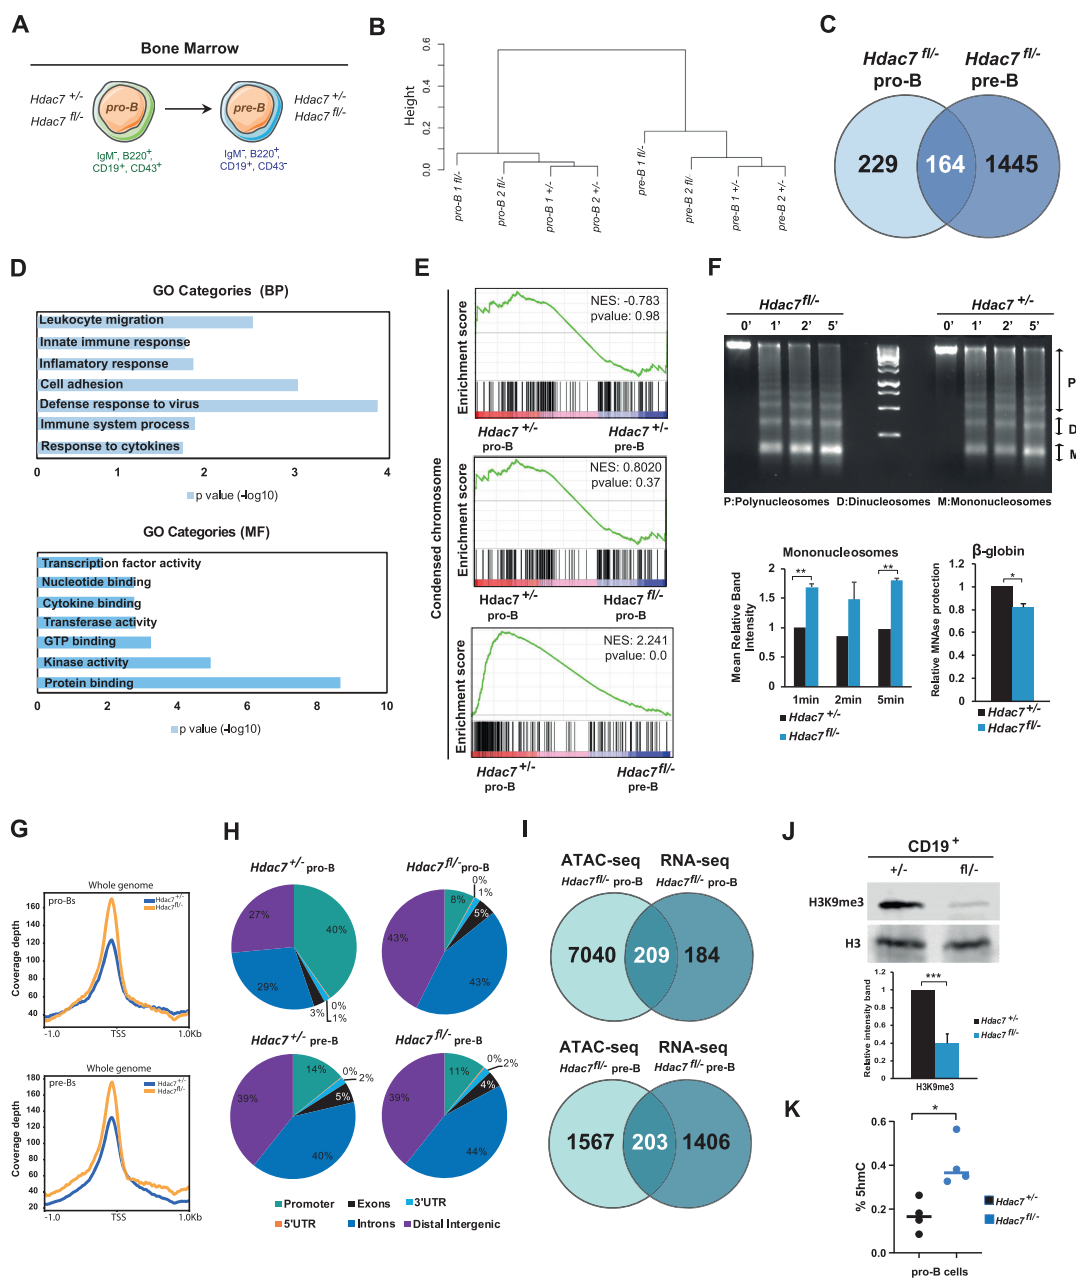 A
Bone Marrow
Hdac7 +/-
Hdac7 fl/-
pro-B
pre-B
Hdac7 +/-
Hdac7 fl/-
IgM-, B220+,
CD19+, CD43+
IgM-, B220+,
CD19+, CD43-
B
Height
0.6
0.4
0.2
0.0
pro-B 1 fl/-
pro-B 2 fl/-
pro-B 1 +/-
pro-B 2 +/-
pre-B 1 fl/-
pre-B 2 fl/-
pre-B 1 +/-
pre-B 2 +/-
C
Hdac7 fl/-
pro-B
Hdac7 fl/-
pre-B
229
164
1445
D
GO Categories (BP)
Leukocyte migration
Innate immune response
Inflamatory response
Cell adhesion
Defense response to virus
Immune system process
Response to cytokines
0 1 2 3 4
p value (-log10)
GO Categories (MF)
Transcription factor activity
Nucleotide binding
Cytokine binding
Transferase activity
GTP binding
Kinase activity
Protein binding
0 2 4 6 8 10
p value (-log10)
E
Condensed chromosome
Enrichment score
NES: -0.783
pvalue: 0.98
Hdac7 +/-
pro-B
Hdac7 +/-
pre-B
Enrichment score
NES: 0.8020
pvalue: 0.37
Hdac7 +/-
pro-B
Hdac7 fl/-
pro-B
Enrichment score
NES: 2.241
pvalue: 0.0
Hdac7 +/-
pro-B
Hdac7 fl/-
pre-B
F
Hdac7 fl/-
Hdac7 +/-
0' 1' 2' 5'
0' 1' 2' 5'
P
D
M
P:Polynucleosomes D:Dinucleosomes M:Mononucleosomes
Mononucleosomes
Mean Relative Band
Intensity
2
1.5
1
0.5
0
**
**
1min 2min 5min
Hdac7 +/-
Hdac7 fl/-
β-globin
Relative MNAse protection
1.2
1
0.8
0.6
0.4
0.2
0
*
Hdac7 +/-
Hdac7 fl/-
G
Whole genome
pro-Bs
Hdac7+/-
Hdac7fl/-
Coverage depth
160
140
120
100
80
60
40
-1.0 TSS 1.0Kb
Whole genome
pre-Bs
Hdac7+/-
Hdac7fl/-
Coverage depth
180
160
140
120
100
80
60
40
20
-1.0 TSS 1.0Kb
H
Hdac7 +/- pro-B
27%
40%
29%
3%
0%
1%
Hdac7 fl/- pro-B
8%
0%
1%
5%
43%
43%
Hdac7 +/- pre-B
14%
0%
2%
5%
39%
40%
Hdac7 fl/- pre-B
11%
0%
2%
4%
39%
44%
Promoter Exons 3'UTR
5'UTR Introns Distal Intergenic
I
ATAC-seq RNA-seq
Hdac7fl/- pro-B Hdac7fl/- pro-B
7040 209 184
ATAC-seq RNA-seq
Hdac7fl/- pre-B Hdac7 fl/- pre-B
1567 203 1406
J
CD19 +
+/- fl/-
H3K9me3
H3
Relative intensity band
1.2
1
0.8
0.6
0.4
0.2
0
***
H3K9me3
Hdac7 +/-
Hdac7 fl/-
K
% 5hmC
0.6
0.4
0.2
0.0
*
pro-B cells
Hdac7+/-
Hdac7 fl/-